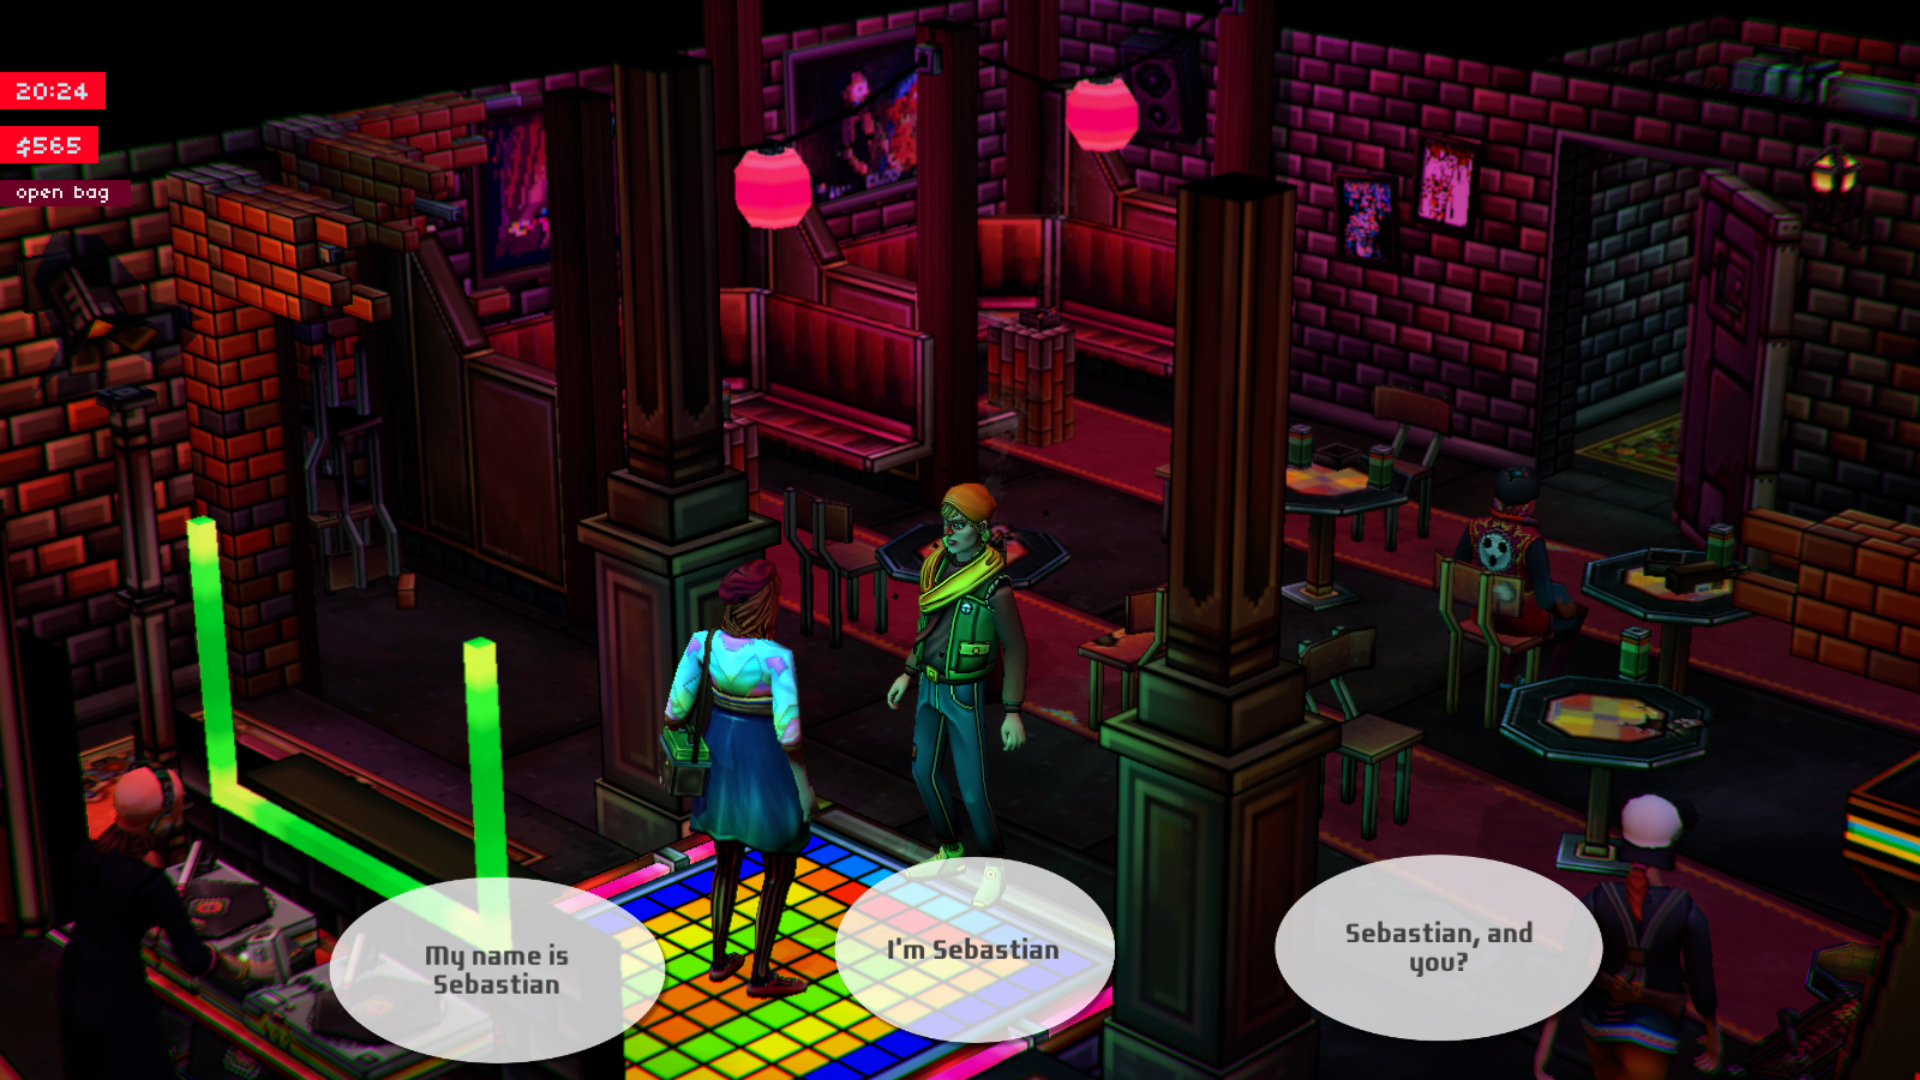 20:24
$565
open bag
My name is
Sebastian
I'm Sebastian
Sebastian, and
you?